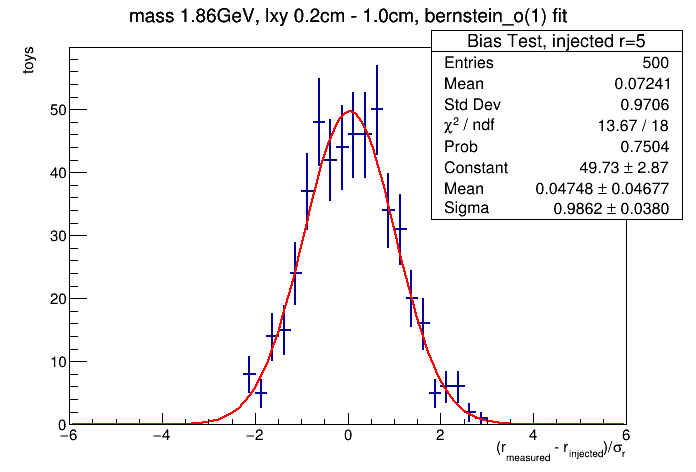 mass 1.86GeV, lxy 0.2cm - 1.0cm, bernstein_o(1) fit
Bias Test, injected r=5
Entries 500
Mean 0.07241
Std Dev 0.9706
χ² / ndf 13.67 / 18
Prob 0.7504
Constant 49.73 ± 2.87
Mean 0.04748 ± 0.04677
Sigma 0.9862 ± 0.0380
toys
50
40
30
20
10
0
−6 −4 −2 0 2 4 6
(r_measured - r_injected)/σ_r